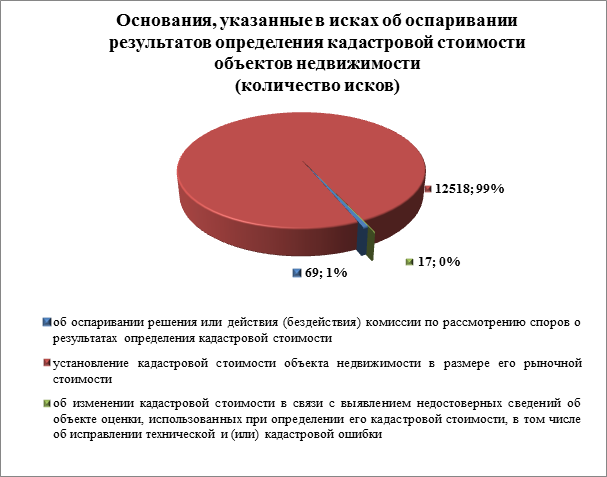 Основания, указанные в исках об оспаривании
результатов определения кадастровой стоимости
объектов недвижимости
(количество исков)
12518; 99%
17; 0%
69; 1%
об оспаривании решения или действия (бездействия) комиссии по рассмотрению споров о
результатах определения кадастровой стоимости
установление кадастровой стоимости объекта недвижимости в размере его рыночной
стоимости
об изменении кадастровой стоимости в связи с выявлением недостоверных сведений об
объекте оценки, использованных при определении его кадастровой стоимости, в том числе
об исправлении технической и (или) кадастровой ошибки